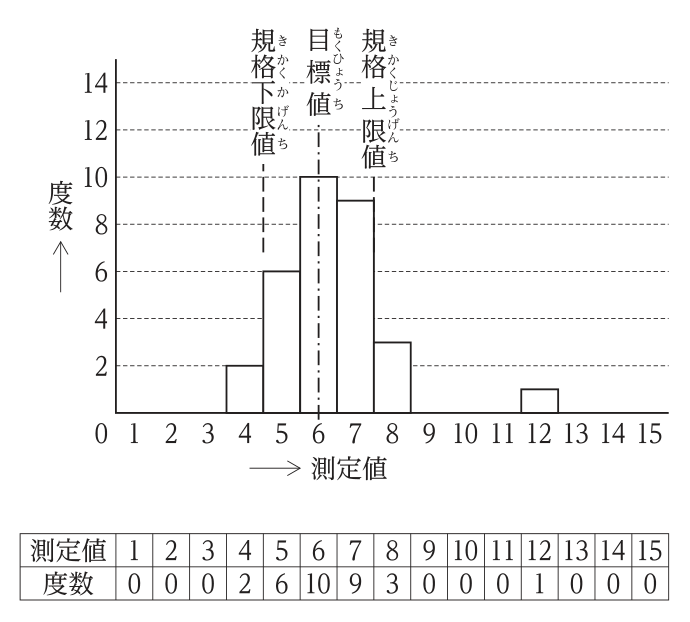 規格下限値
きかくかげんち
目標値
もくひょうち
規格上限値
きかくじょうげんち
14
12
10
8
6
4
2
度数
0 1 2 3 4 5 6 7 8 9 10 11 12 13 14 15
測定値
測定値 1 2 3 4 5 6 7 8 9 10 11 12 13 14 15
度数 0 0 0 2 6 10 9 3 0 0 0 1 0 0 0